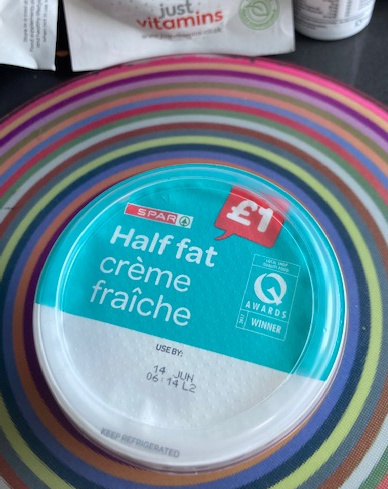 just
vitamins
SPAR
£1
Half fat
crème
fraîche
Q
AWARDS
WINNER
USE BY:
14 JUN
06:14 L2
KEEP REFRIGERATED